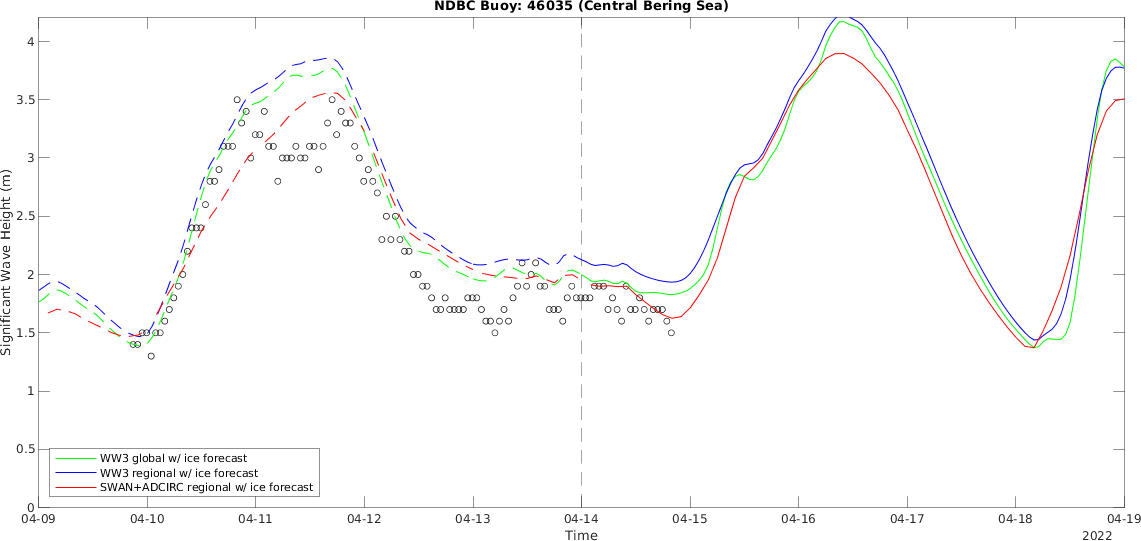 NDBC Buoy: 46035 (Central Bering Sea)
4
3.5
3
2.5
2
1.5
1
0.5
0
Significant Wave Height (m)
WW3 global w/ ice forecast
WW3 regional w/ ice forecast
SWAN+ADCIRC regional w/ ice forecast
04-09 04-10 04-11 04-12 04-13 04-14 04-15 04-16 04-17 04-18 04-19
Time
2022